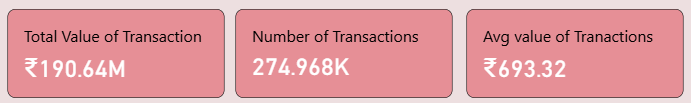 Total Value of Transaction
₹190.64M
Number of Transactions
274.968K
Avg value of Tranactions
₹693.32